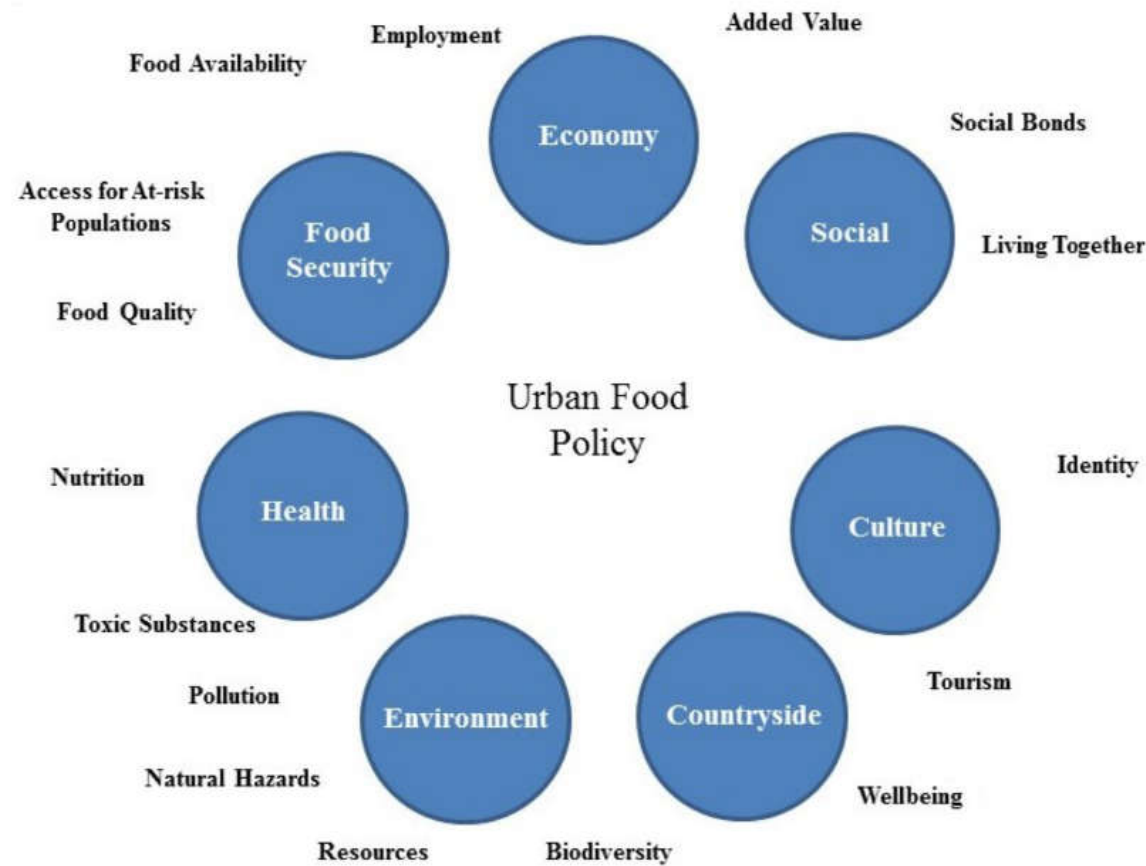 Added Value
Employment
Food Availability
Economy
Social Bonds
Access for At-risk
Populations
Food
Security
Social
Living Together
Food Quality
Urban Food
Policy
Nutrition
Identity
Health
Culture
Toxic Substances
Pollution
Tourism
Environment
Countryside
Natural Hazards
Wellbeing
Resources
Biodiversity